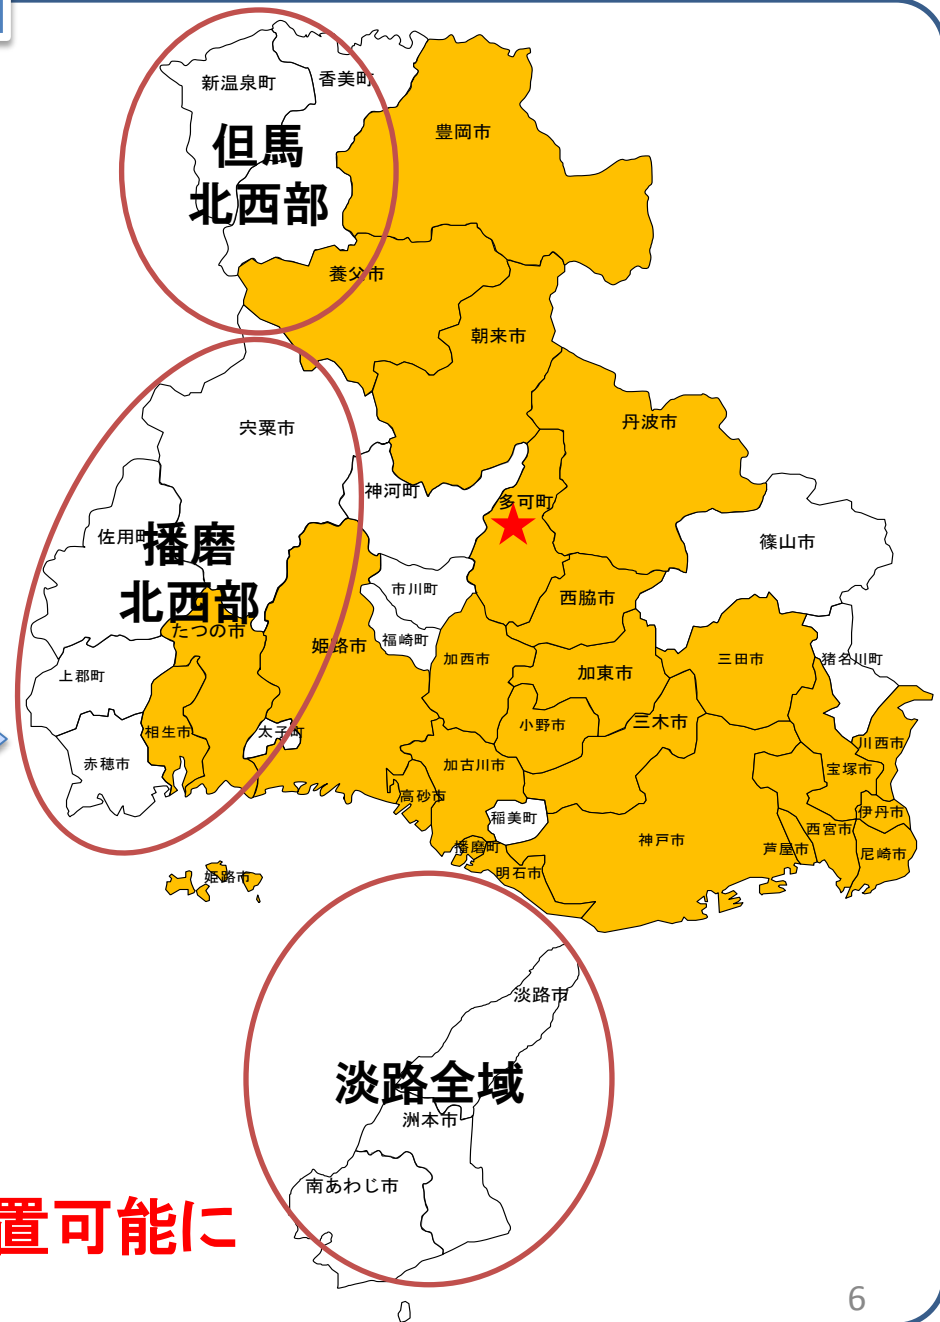 新温泉町
香美町
豊岡市
但馬
北西部
養父市
朝来市
宍粟市
丹波市
神河町
多可町
佐用町
播磨
北西部
篠山市
市川町
西脇市
たつの市
福崎町
姫路市
加西市
加東市
三田市
猪名川町
上郡町
小野市
三木市
相生市
太子町
川西市
赤穂市
加古川市
宝塚市
高砂市
稲美町
伊丹市
西宮市
神戸市
播磨町
芦屋市
尼崎市
明石市
姫路市
淡路市
淡路全域
洲本市
南あわじ市
置可能に
6